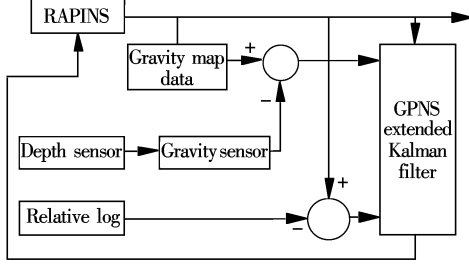 RAPINS
Gravity map
data
+
−
GPNS
extended
Kalman
filter
Depth sensor
Gravity sensor
+
Relative log
−